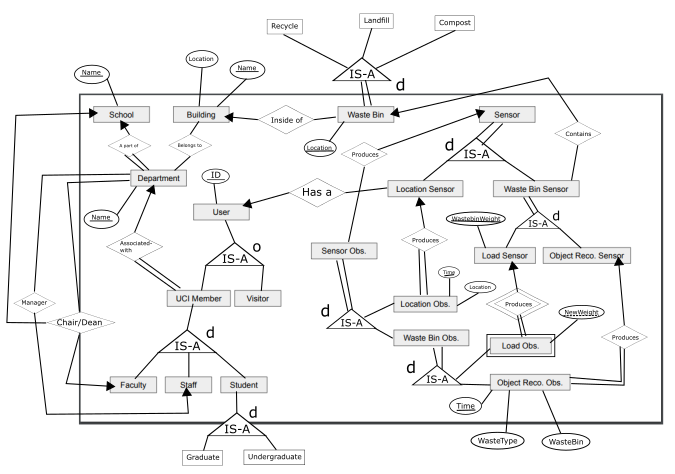 Landfill
Recycle
Compost
IS-A
d
Location
Name
Name
School
Building
Inside of
Waste Bin
Sensor
Contains
A part of
Belongs to
Location
Produces
d
IS-A
Department
ID
Has a
Location Sensor
Waste Bin Sensor
Name
User
WastebinWeight
d
IS-A
Associated-
with
o
IS-A
Sensor Obs.
Produces
Load Sensor
Object Reco. Sensor
Time
Location
Manager
UCI Member
Visitor
Location Obs.
Produces
NewWeight
Chair/Dean
d
IS-A
d
IS-A
Waste Bin Obs.
Load Obs.
Produces
Faculty
Staff
Student
d
IS-A
Object Reco. Obs.
Time
d
IS-A
WasteType
WasteBin
Graduate
Undergraduate